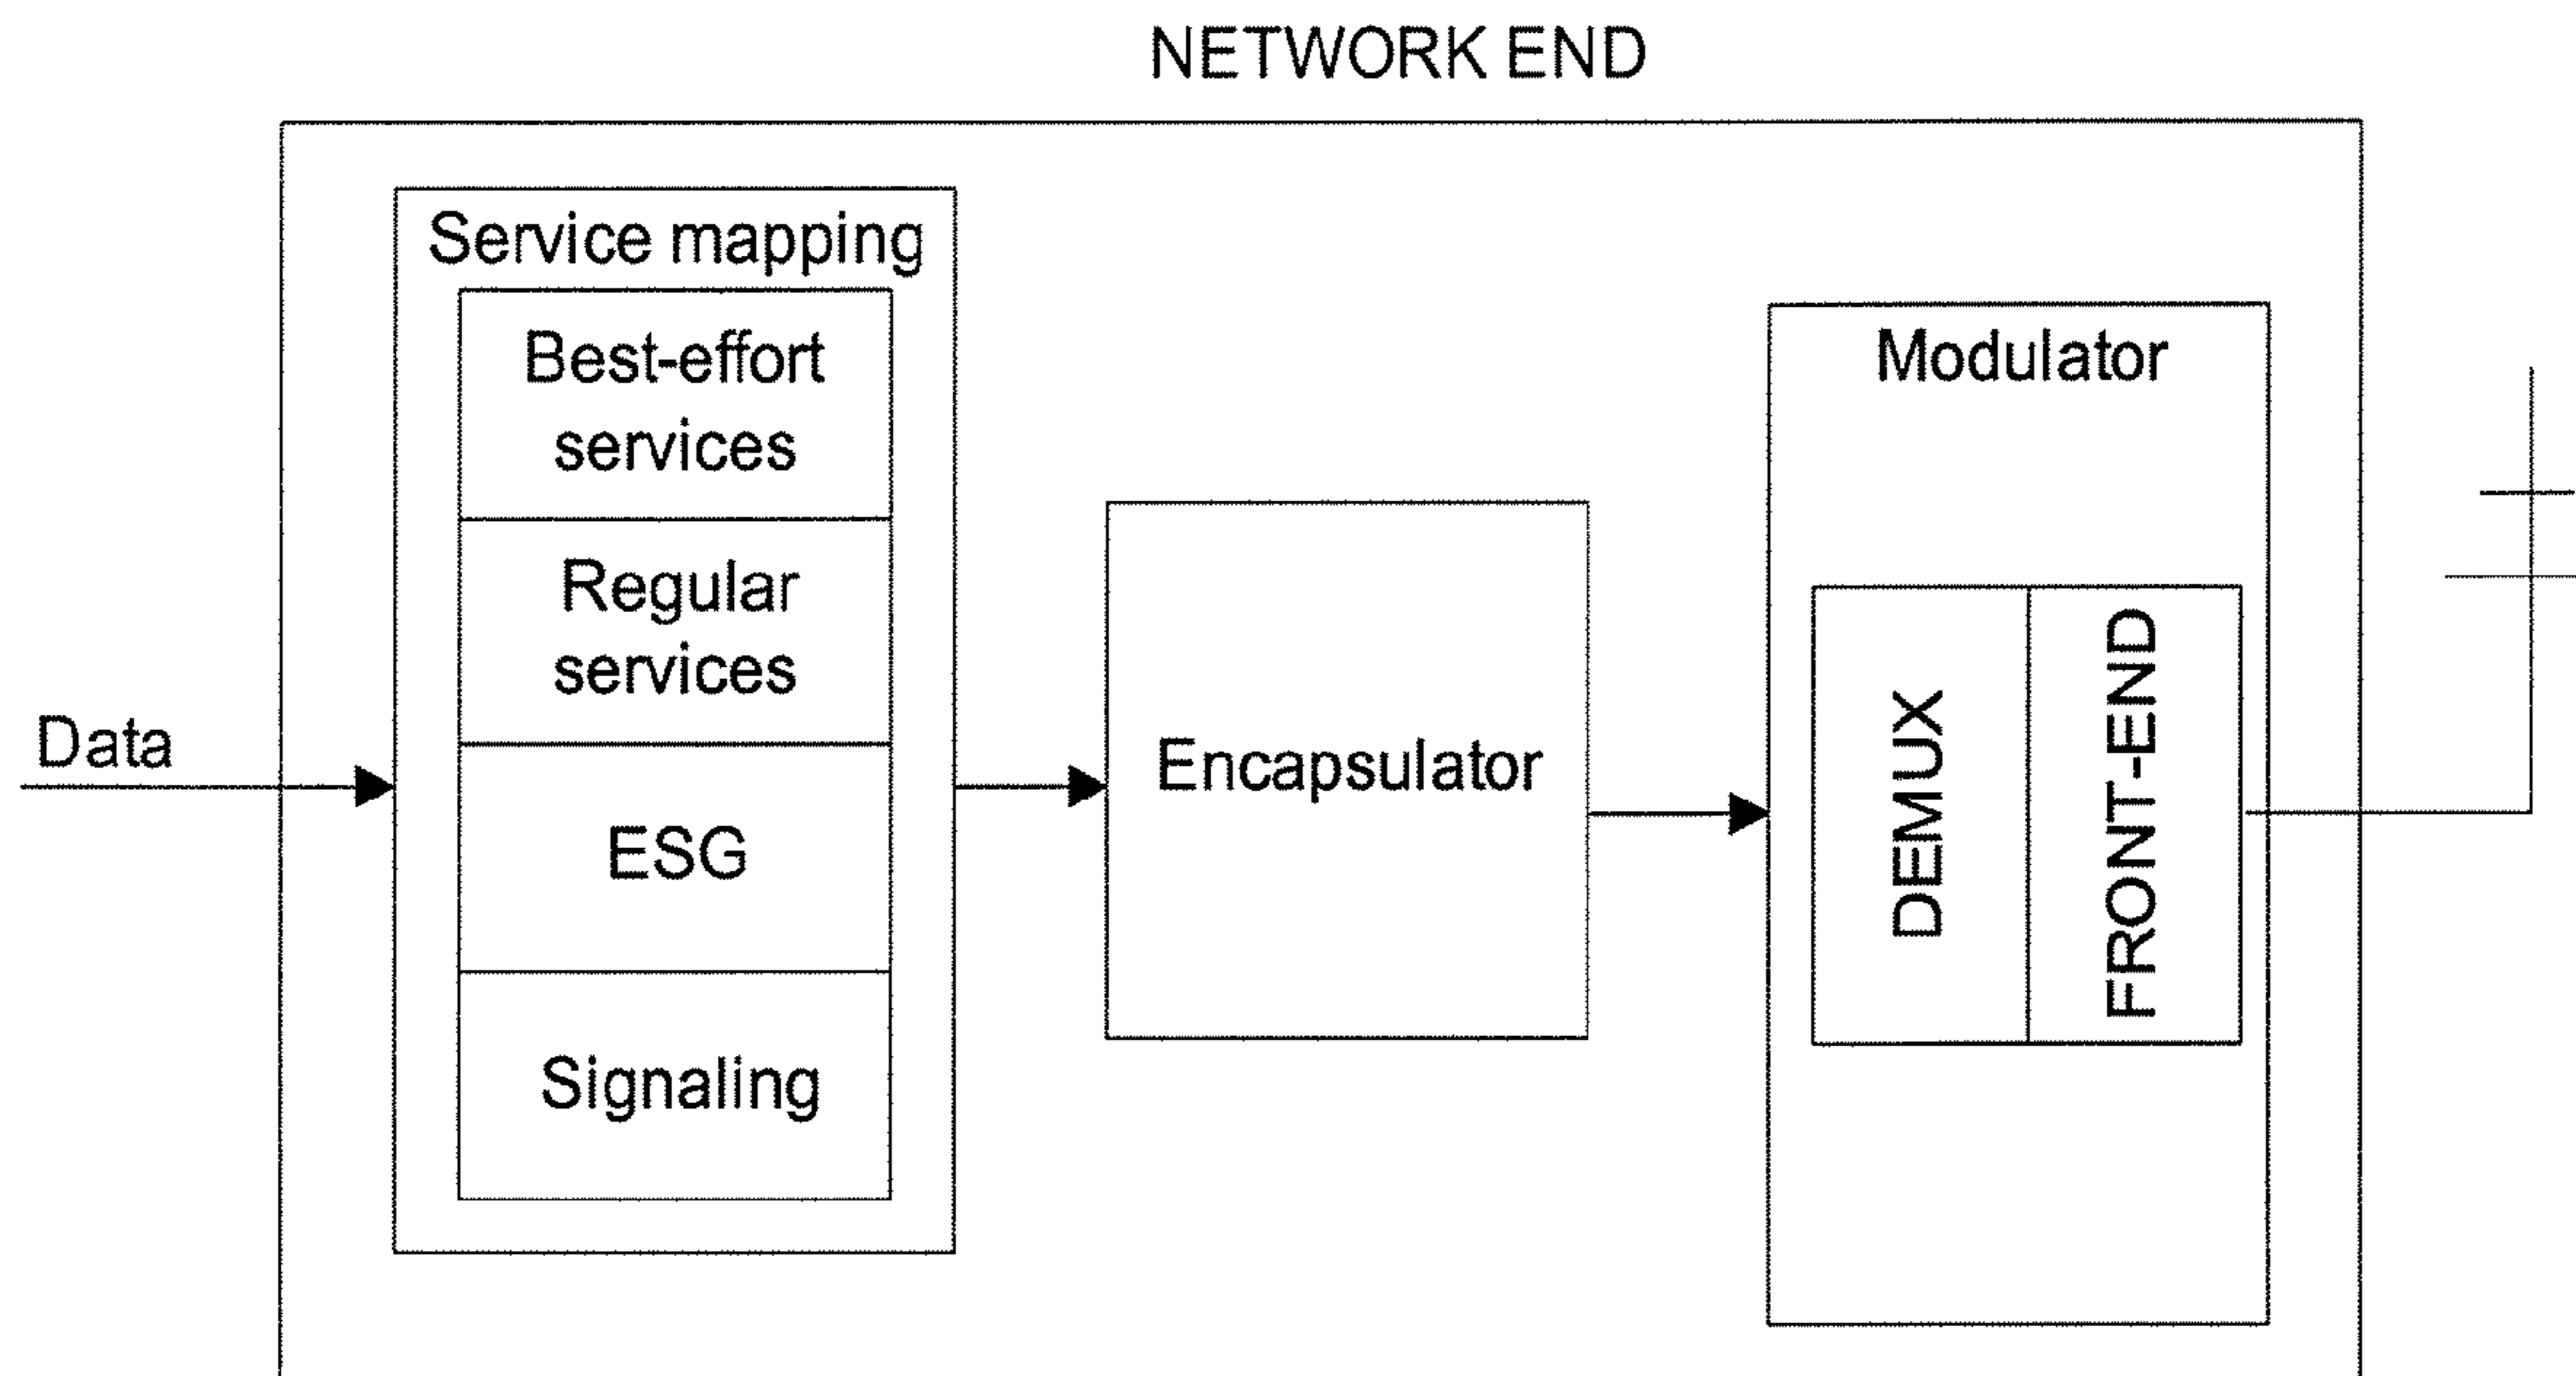 NETWORK END
Service mapping
Best-effort
services
Regular
services
ESG
Signaling
Data
Encapsulator
Modulator
DEMUX
FRONT-END